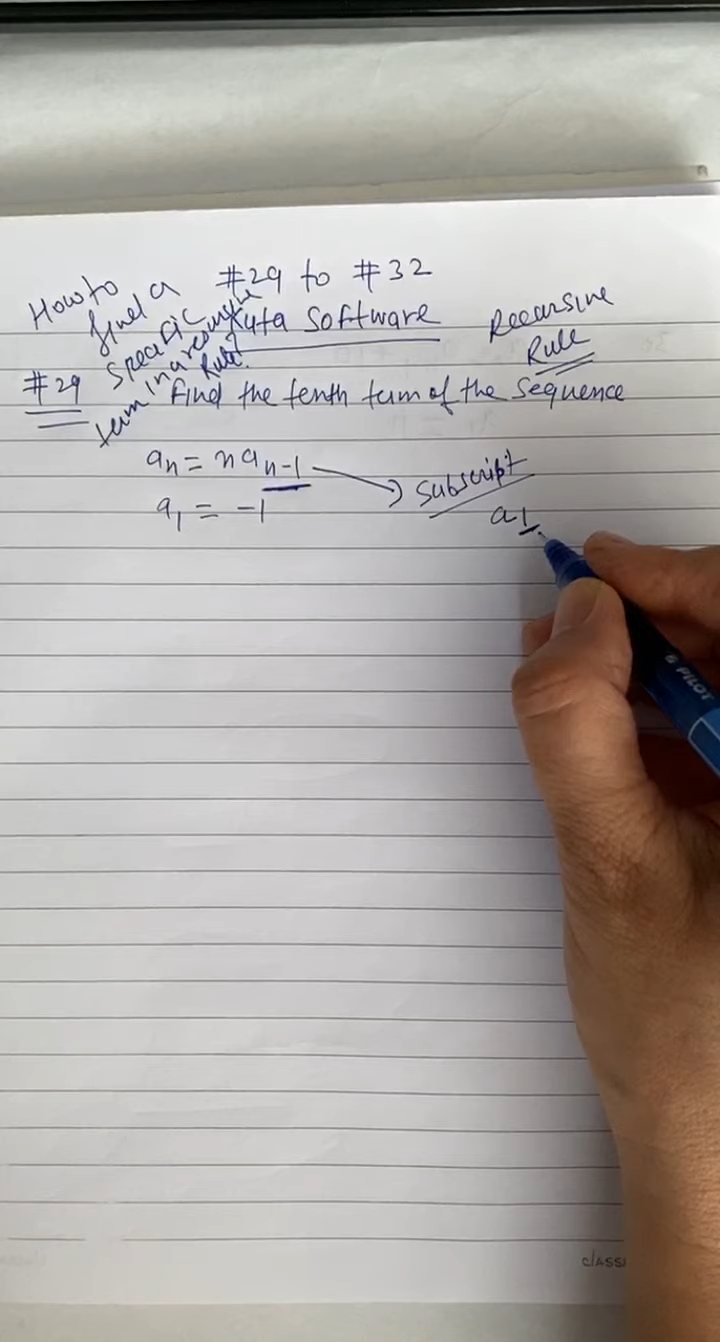 How to
find a
Specific
term in a recursive
Rule?
#29 to #32
Kuta Software
Recursive
Rule
#29
Find the tenth term of the Sequence
aₙ = n aₙ₋₁
Subscript
a₁ = -1
a₁
PILOT